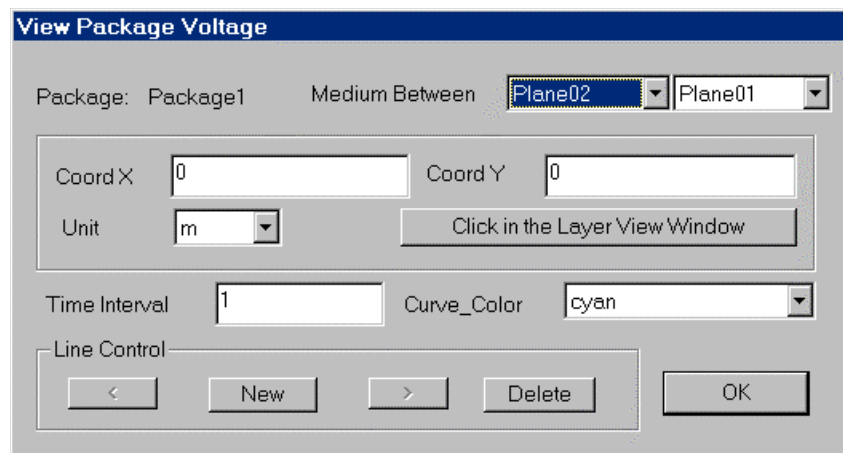 View Package Voltage
Package: Package1 Medium Between Plane02 Plane01
Coord X 0 Coord Y 0
Unit m Click in the Layer View Window
Time Interval 1 Curve_Color cyan
Line Control
< New > Delete OK